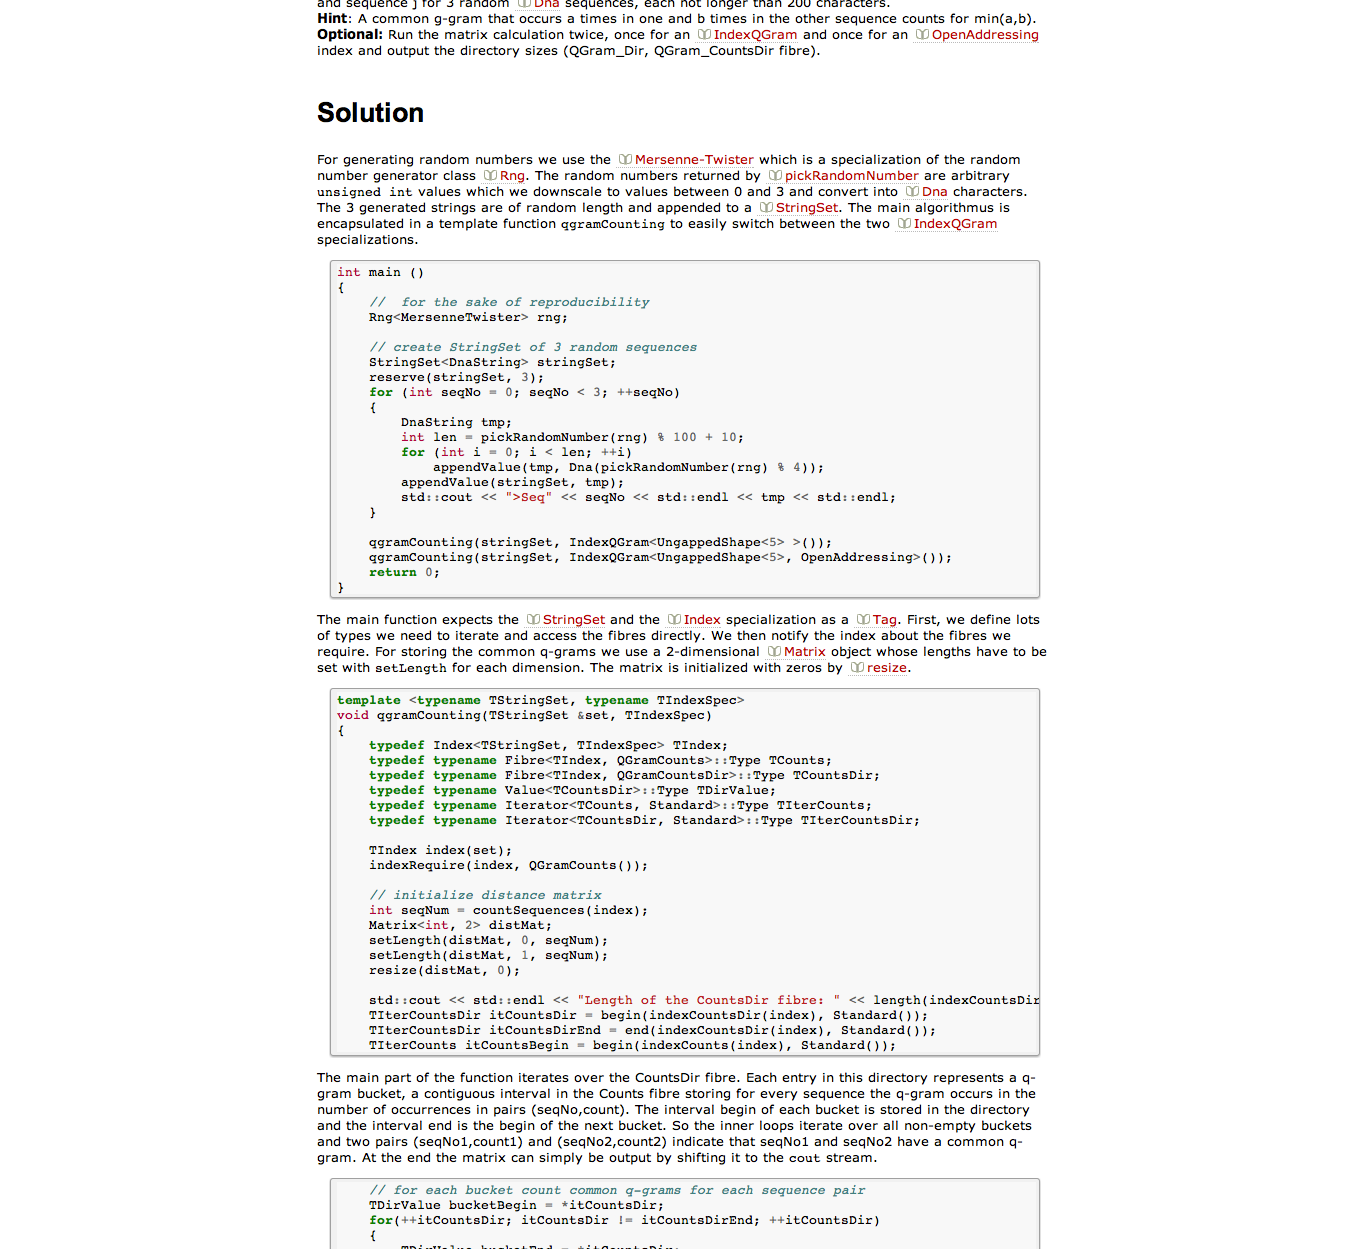 and sequence j for 3 random Dna sequences, each not longer than 200 characters.
Hint: A common q-gram that occurs a times in one and b times in the other sequence counts for min(a,b).
Optional: Run the matrix calculation twice, once for an IndexQGram and once for an OpenAddressing
index and output the directory sizes (QGram_Dir, QGram_CountsDir fibre).
Solution
For generating random numbers we use the Mersenne-Twister which is a specialization of the random
number generator class Rng. The random numbers returned by pickRandomNumber are arbitrary
unsigned int values which we downscale to values between 0 and 3 and convert into Dna characters.
The 3 generated strings are of random length and appended to a StringSet. The main algorithmus is
encapsulated in a template function qgramCounting to easily switch between the two IndexQGram
specializations.
int main ()
{
    //  for the sake of reproducibility
    Rng<MersenneTwister> rng;
    // create StringSet of 3 random sequences
    StringSet<DnaString> stringSet;
    reserve(stringSet, 3);
    for (int seqNo = 0; seqNo < 3; ++seqNo)
    {
        DnaString tmp;
        int len = pickRandomNumber(rng) % 100 + 10;
        for (int i = 0; i < len; ++i)
            appendValue(tmp, Dna(pickRandomNumber(rng) % 4));
        appendValue(stringSet, tmp);
        std::cout << ">Seq" << seqNo << std::endl << tmp << std::endl;
    }
    qgramCounting(stringSet, IndexQGram<UngappedShape<5> >());
    qgramCounting(stringSet, IndexQGram<UngappedShape<5>, OpenAddressing>());
    return 0;
}
The main function expects the StringSet and the Index specialization as a Tag. First, we define lots
of types we need to iterate and access the fibres directly. We then notify the index about the fibres we
require. For storing the common q-grams we use a 2-dimensional Matrix object whose lengths have to be
set with setLength for each dimension. The matrix is initialized with zeros by resize.
template <typename TStringSet, typename TIndexSpec>
void qgramCounting(TStringSet &set, TIndexSpec)
{
    typedef Index<TStringSet, TIndexSpec> TIndex;
    typedef typename Fibre<TIndex, QGramCounts>::Type TCounts;
    typedef typename Fibre<TIndex, QGramCountsDir>::Type TCountsDir;
    typedef typename Value<TCountsDir>::Type TDirValue;
    typedef typename Iterator<TCounts, Standard>::Type TIterCounts;
    typedef typename Iterator<TCountsDir, Standard>::Type TIterCountsDir;
    TIndex index(set);
    indexRequire(index, QGramCounts());
    // initialize distance matrix
    int seqNum = countSequences(index);
    Matrix<int, 2> distMat;
    setLength(distMat, 0, seqNum);
    setLength(distMat, 1, seqNum);
    resize(distMat, 0);
    std::cout << std::endl << "Length of the CountsDir fibre: " << length(indexCountsDir
    TIterCountsDir itCountsDir = begin(indexCountsDir(index), Standard());
    TIterCountsDir itCountsDirEnd = end(indexCountsDir(index), Standard());
    TIterCounts itCountsBegin = begin(indexCounts(index), Standard());
The main part of the function iterates over the CountsDir fibre. Each entry in this directory represents a q-
gram bucket, a contiguous interval in the Counts fibre storing for every sequence the q-gram occurs in the
number of occurrences in pairs (seqNo,count). The interval begin of each bucket is stored in the directory
and the interval end is the begin of the next bucket. So the inner loops iterate over all non-empty buckets
and two pairs (seqNo1,count1) and (seqNo2,count2) indicate that seqNo1 and seqNo2 have a common q-
gram. At the end the matrix can simply be output by shifting it to the cout stream.
    // for each bucket count common q-grams for each sequence pair
    TDirValue bucketBegin = *itCountsDir;
    for(++itCountsDir; itCountsDir != itCountsDirEnd; ++itCountsDir)
    {